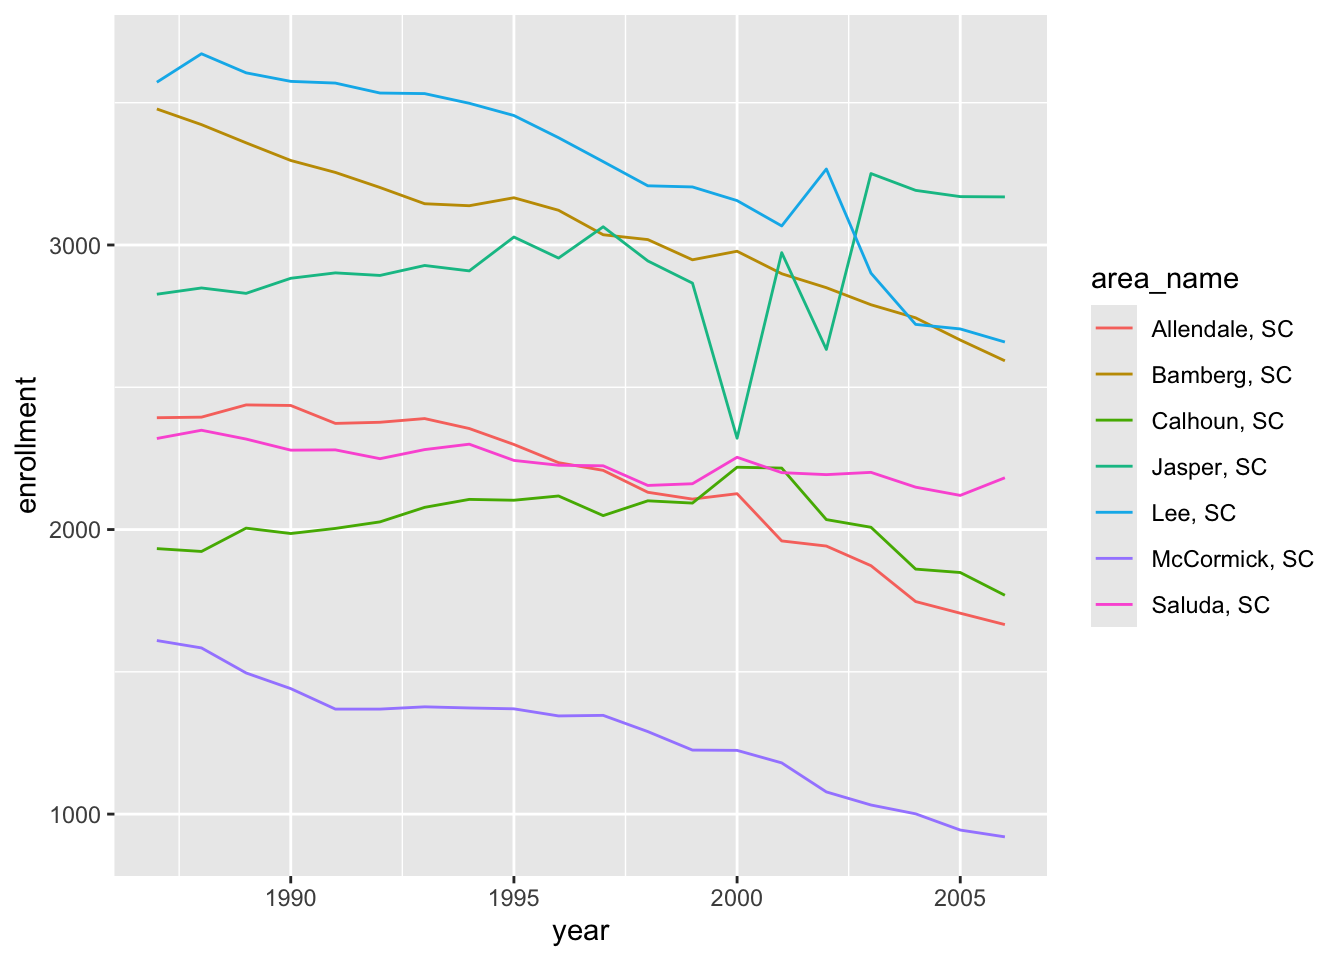 enrollment
3000
2000
1000
1990
1995
2000
2005
year
area_name
Allendale, SC
Bamberg, SC
Calhoun, SC
Jasper, SC
Lee, SC
McCormick, SC
Saluda, SC